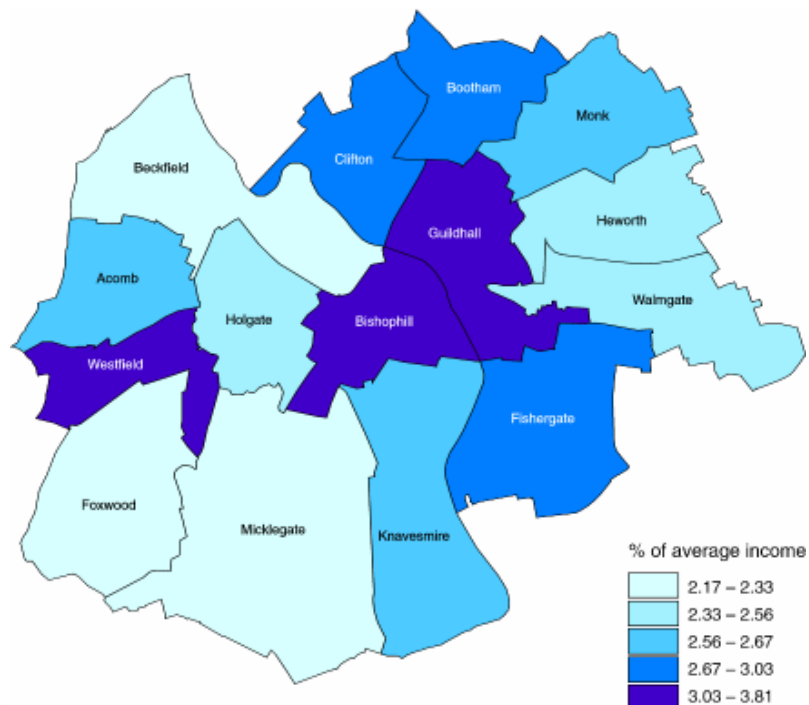 Bootham
Monk
Clifton
Beckfield
Heworth
Guildhall
Acomb
Walmgate
Holgate
Bishophill
Westfield
Fishergate
Foxwood
Micklegate
Knavesmire
% of average income
2.17 – 2.33
2.33 – 2.56
2.56 – 2.67
2.67 – 3.03
3.03 – 3.81